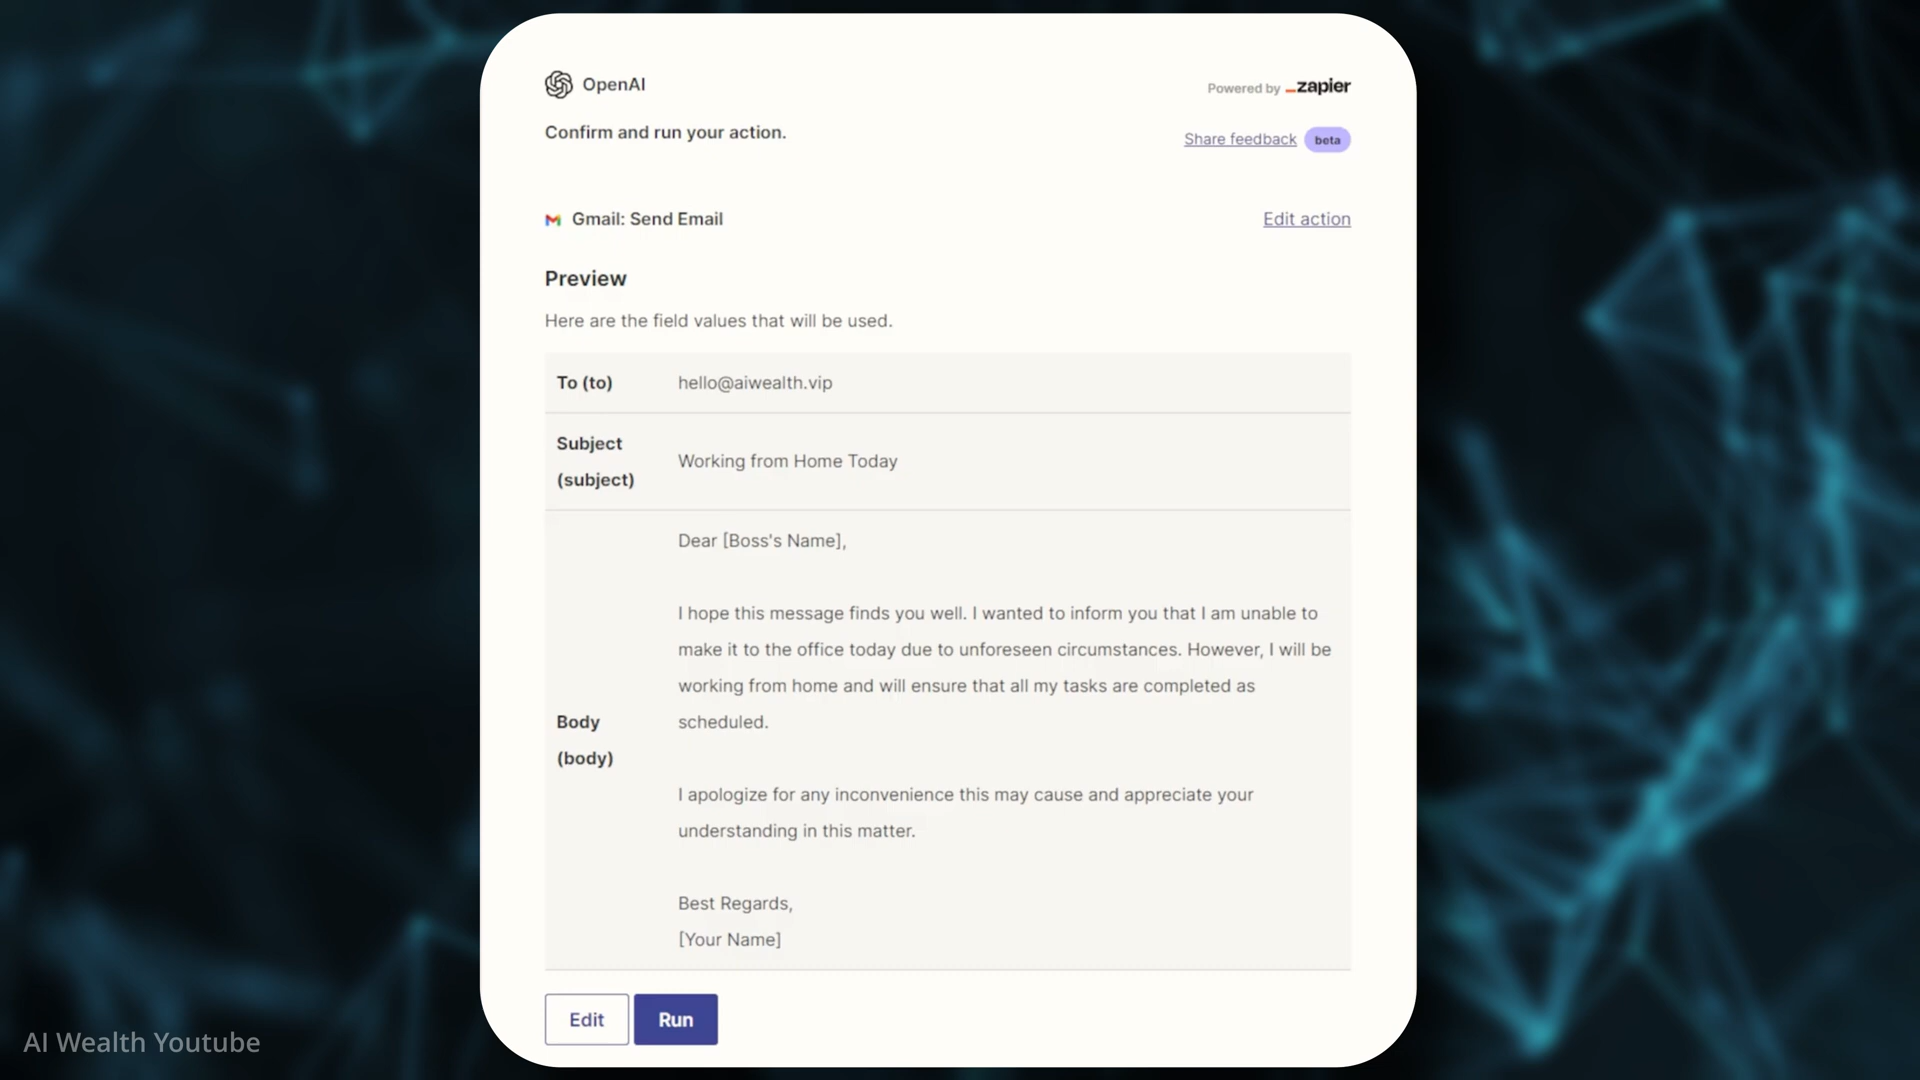 OpenAI
Powered by zapier
Confirm and run your action.
Share feedback beta
Gmail: Send Email
Edit action
Preview
Here are the field values that will be used.
To (to)
hello@aiwealth.vip
Subject
(subject)
Working from Home Today
Body
(body)
Dear [Boss's Name],
I hope this message finds you well. I wanted to inform you that I am unable to
make it to the office today due to unforeseen circumstances. However, I will be
working from home and will ensure that all my tasks are completed as
scheduled.
I apologize for any inconvenience this may cause and appreciate your
understanding in this matter.
Best Regards,
[Your Name]
Edit
Run
AI Wealth Youtube